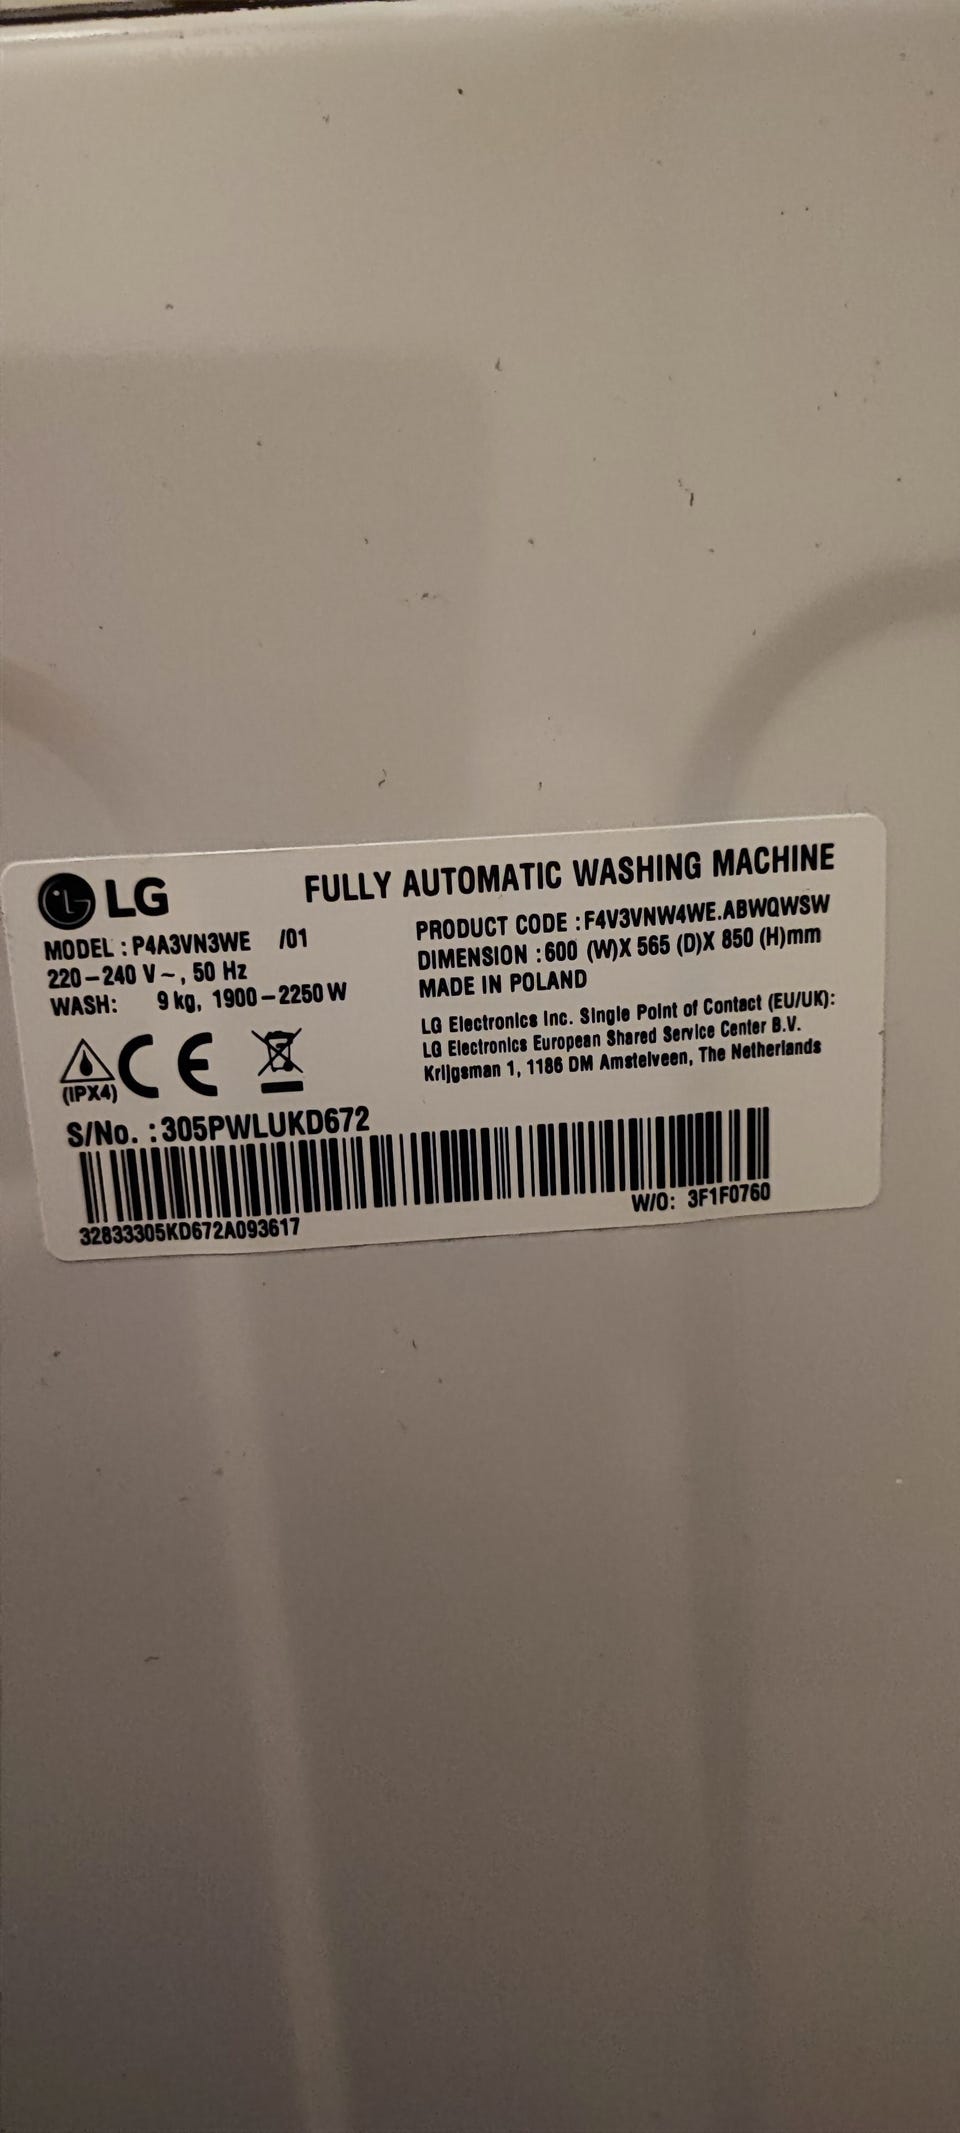 LG
FULLY AUTOMATIC WASHING MACHINE
MODEL : P4A3VN3WE /01
220-240 V~, 50 Hz
WASH: 9 kg, 1900-2250 W
PRODUCT CODE : F4V3VNW4WE.ABWQWSW
DIMENSION : 600 (W)X 565 (D)X 850 (H)mm
MADE IN POLAND
LG Electronics Inc. Single Point of Contact (EU/UK):
LG Electronics European Shared Service Center B.V.
Krijgsman 1, 1186 DM Amstelveen, The Netherlands
CE
(IPX4)
S/No. : 305PWLUKD672
32833305KD672A093617
W/O: 3F1F0760